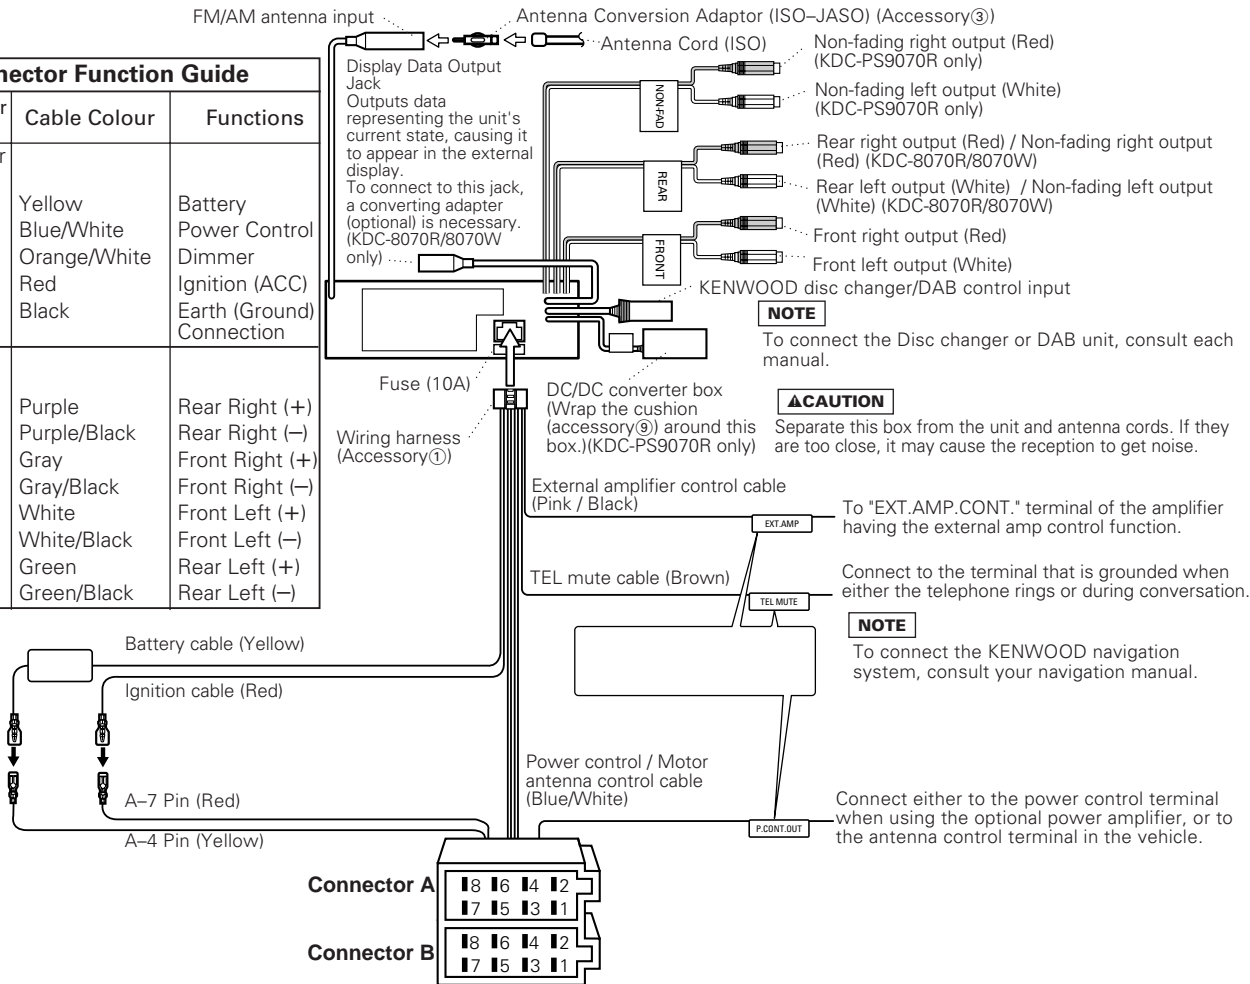 FM/AM antenna input
Antenna Conversion Adaptor (ISO–JASO) (Accessory③)
Antenna Cord (ISO)
nector Function Guide
r
Cable Colour
Functions
r
Yellow
Battery
Blue/White
Power Control
Orange/White
Dimmer
Red
Ignition (ACC)
Black
Earth (Ground)
Connection
Purple
Rear Right (+)
Purple/Black
Rear Right (–)
Gray
Front Right (+)
Gray/Black
Front Right (–)
White
Front Left (+)
White/Black
Front Left (–)
Green
Rear Left (+)
Green/Black
Rear Left (–)
Display Data Output
Jack
Outputs data
representing the unit's
current state, causing it
to appear in the external
display.
To connect to this jack,
a converting adapter
(optional) is necessary.
(KDC-8070R/8070W
only)
NON-FAD
REAR
FRONT
Non-fading right output (Red)
(KDC-PS9070R only)
Non-fading left output (White)
(KDC-PS9070R only)
Rear right output (Red) / Non-fading right output
(Red) (KDC-8070R/8070W)
Rear left output (White) / Non-fading left output
(White) (KDC-8070R/8070W)
Front right output (Red)
Front left output (White)
KENWOOD disc changer/DAB control input
NOTE
To connect the Disc changer or DAB unit, consult each
manual.
Fuse (10A)
Wiring harness
(Accessory①)
DC/DC converter box
(Wrap the cushion
(accessory⑨) around this
box.)(KDC-PS9070R only)
CAUTION
Separate this box from the unit and antenna cords. If they
are too close, it may cause the reception to get noise.
External amplifier control cable
(Pink / Black)
EXT.AMP
To "EXT.AMP.CONT." terminal of the amplifier
having the external amp control function.
TEL mute cable (Brown)
TEL MUTE
Connect to the terminal that is grounded when
either the telephone rings or during conversation.
NOTE
To connect the KENWOOD navigation
system, consult your navigation manual.
Battery cable (Yellow)
Ignition cable (Red)
A–7 Pin (Red)
A–4 Pin (Yellow)
Power control / Motor
antenna control cable
(Blue/White)
P.CONT.OUT
Connect either to the power control terminal
when using the optional power amplifier, or to
the antenna control terminal in the vehicle.
Connector A
8 6 4 2
7 5 3 1
Connector B
8 6 4 2
7 5 3 1